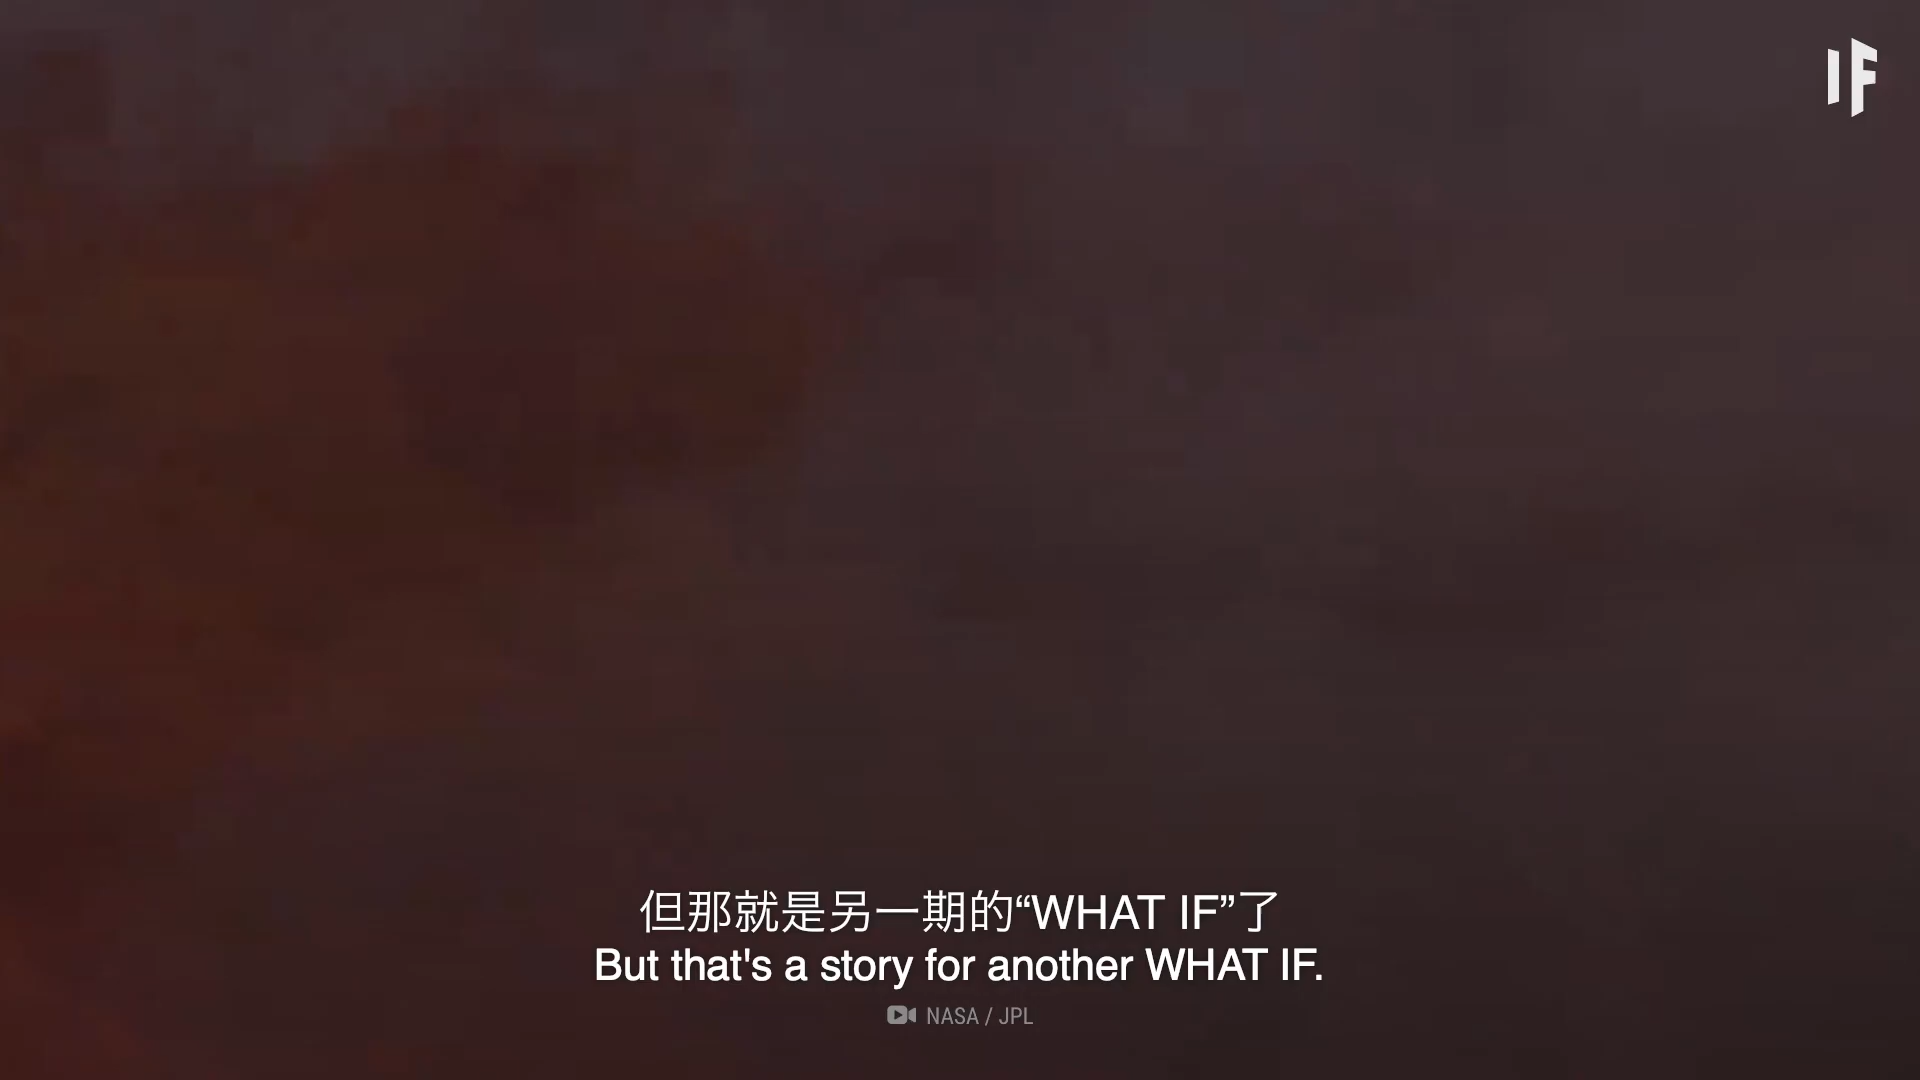 IF
但那就是另一期的“WHAT IF”了
But that's a story for another WHAT IF.
NASA / JPL